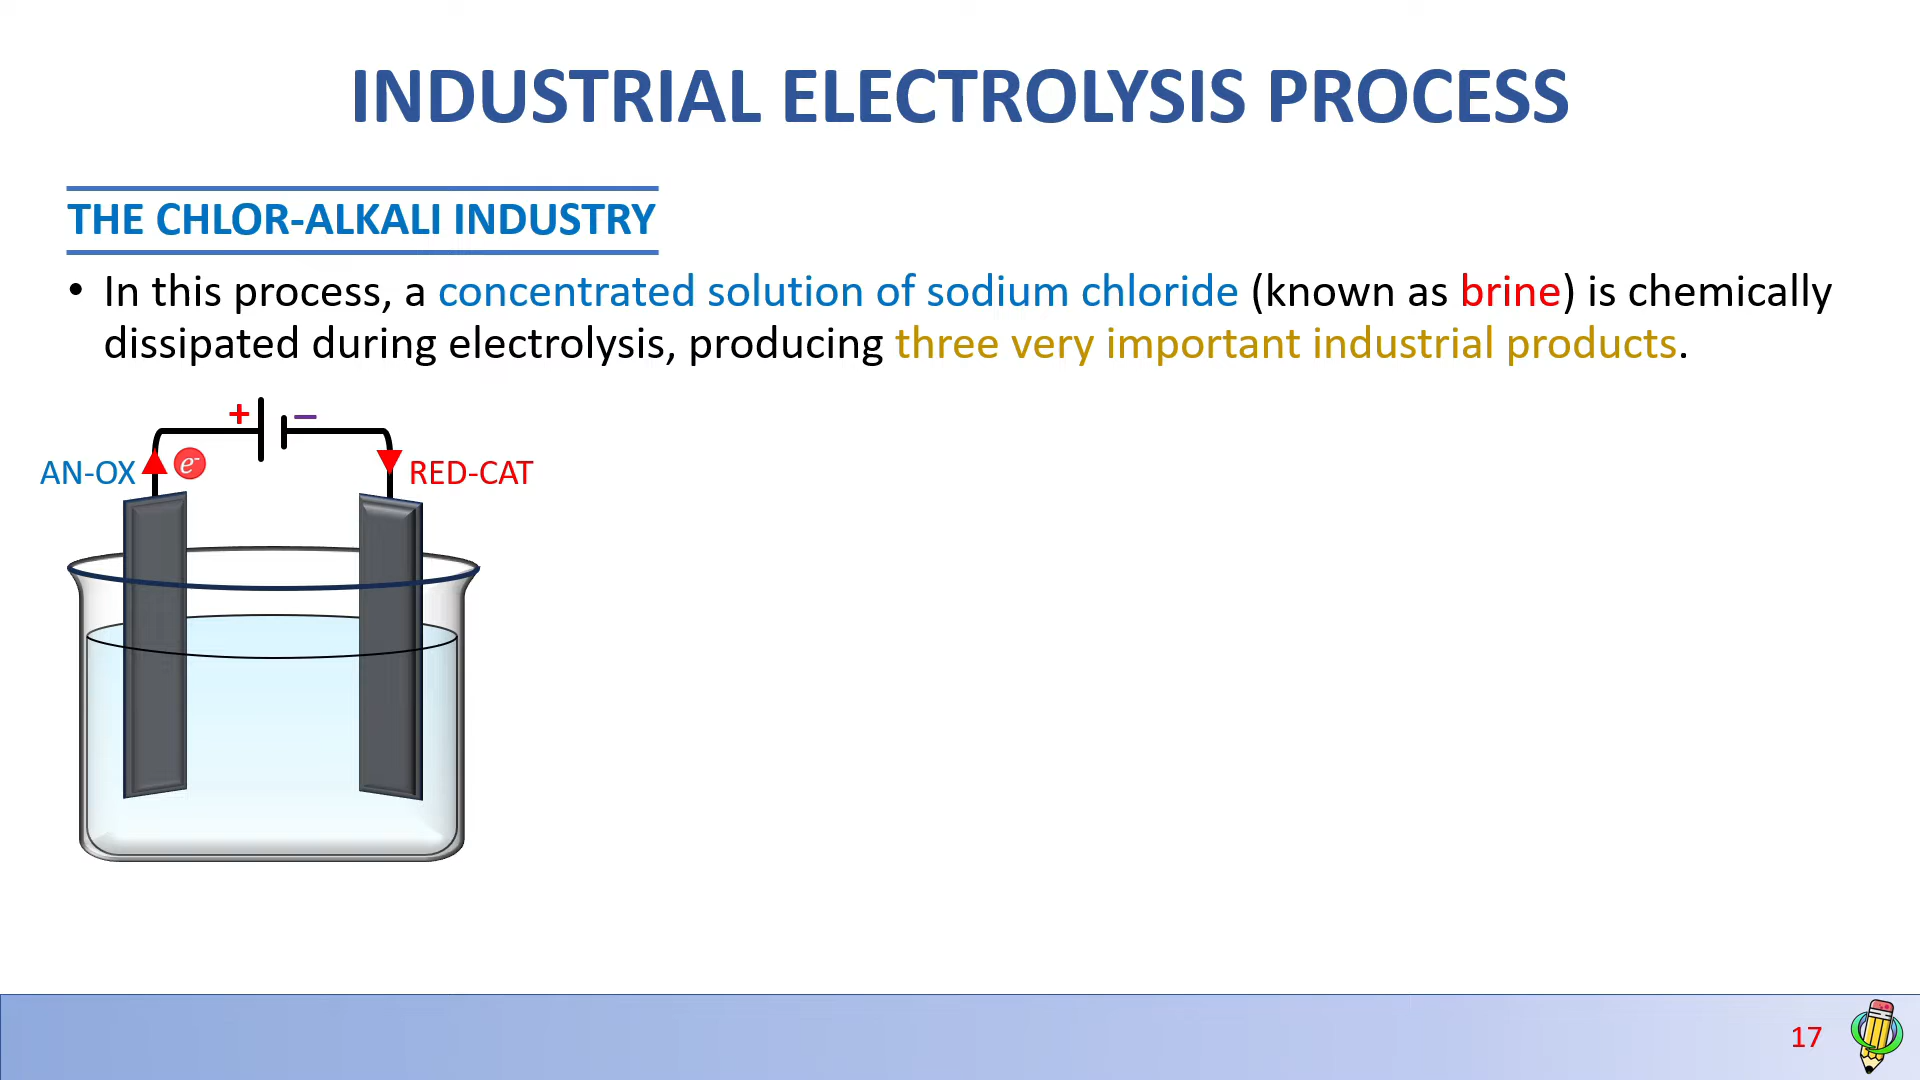 INDUSTRIAL ELECTROLYSIS PROCESS
THE CHLOR-ALKALI INDUSTRY
• In this process, a concentrated solution of sodium chloride (known as brine) is chemically
dissipated during electrolysis, producing three very important industrial products.
+ –
AN-OX e⁻ RED-CAT
17